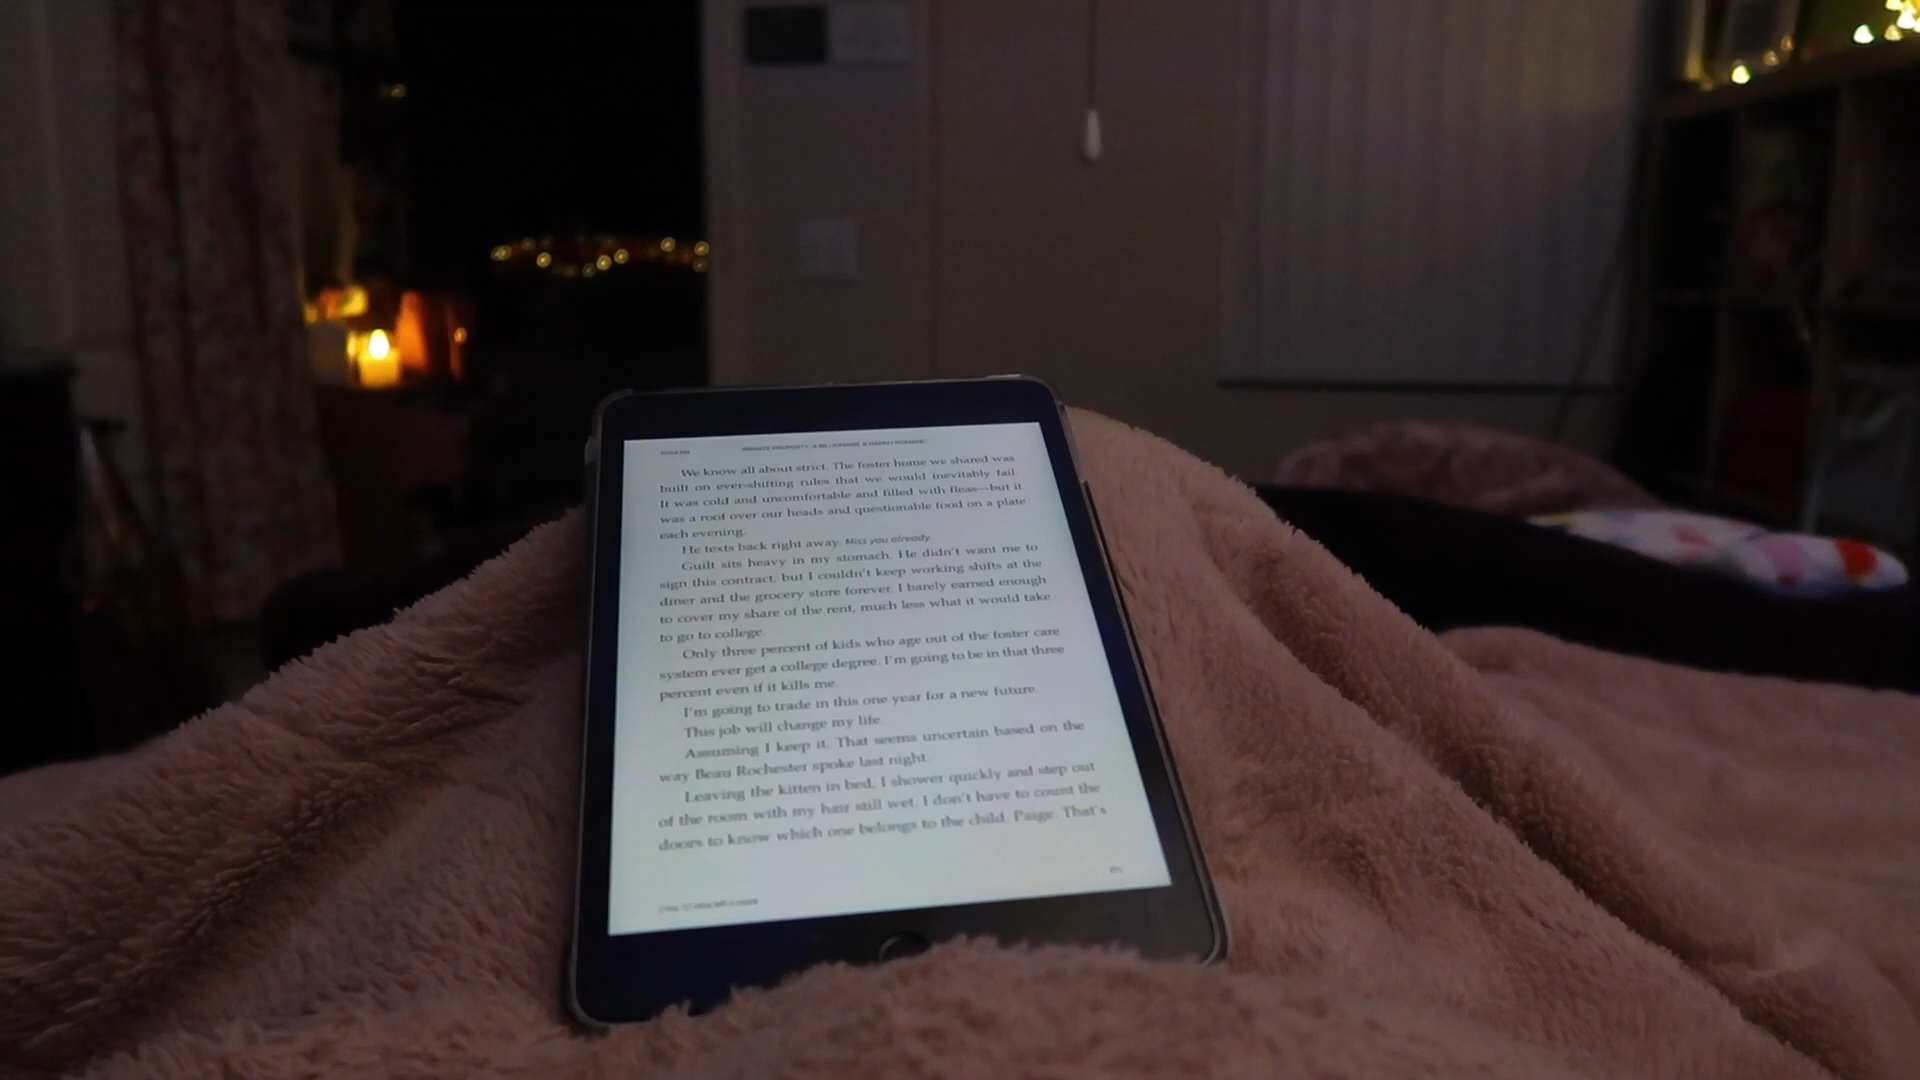 PRIVATE PROPERTY: A BILLIONAIRE & NANNY ROMANCE
We know all about strict. The foster home we shared was
built on ever-shifting rules that we would inevitably fail.
It was cold and uncomfortable and filled with fleas—but it
was a roof over our heads and questionable food on a plate
each evening.
He texts back right away. Miss you already.
Guilt sits heavy in my stomach. He didn't want me to
sign this contract, but I couldn't keep working shifts at the
diner and the grocery store forever. I barely earned enough
to cover my share of the rent, much less what it would take
to go to college.
Only three percent of kids who age out of the foster care
system ever get a college degree. I'm going to be in that three
percent even if it kills me.
I'm going to trade in this one year for a new future.
This job will change my life.
Assuming I keep it. That seems uncertain based on the
way Beau Rochester spoke last night.
Leaving the kitten in bed, I shower quickly and step out
of the room with my hair still wet. I don't have to count the
doors to know which one belongs to the child. Paige. That's